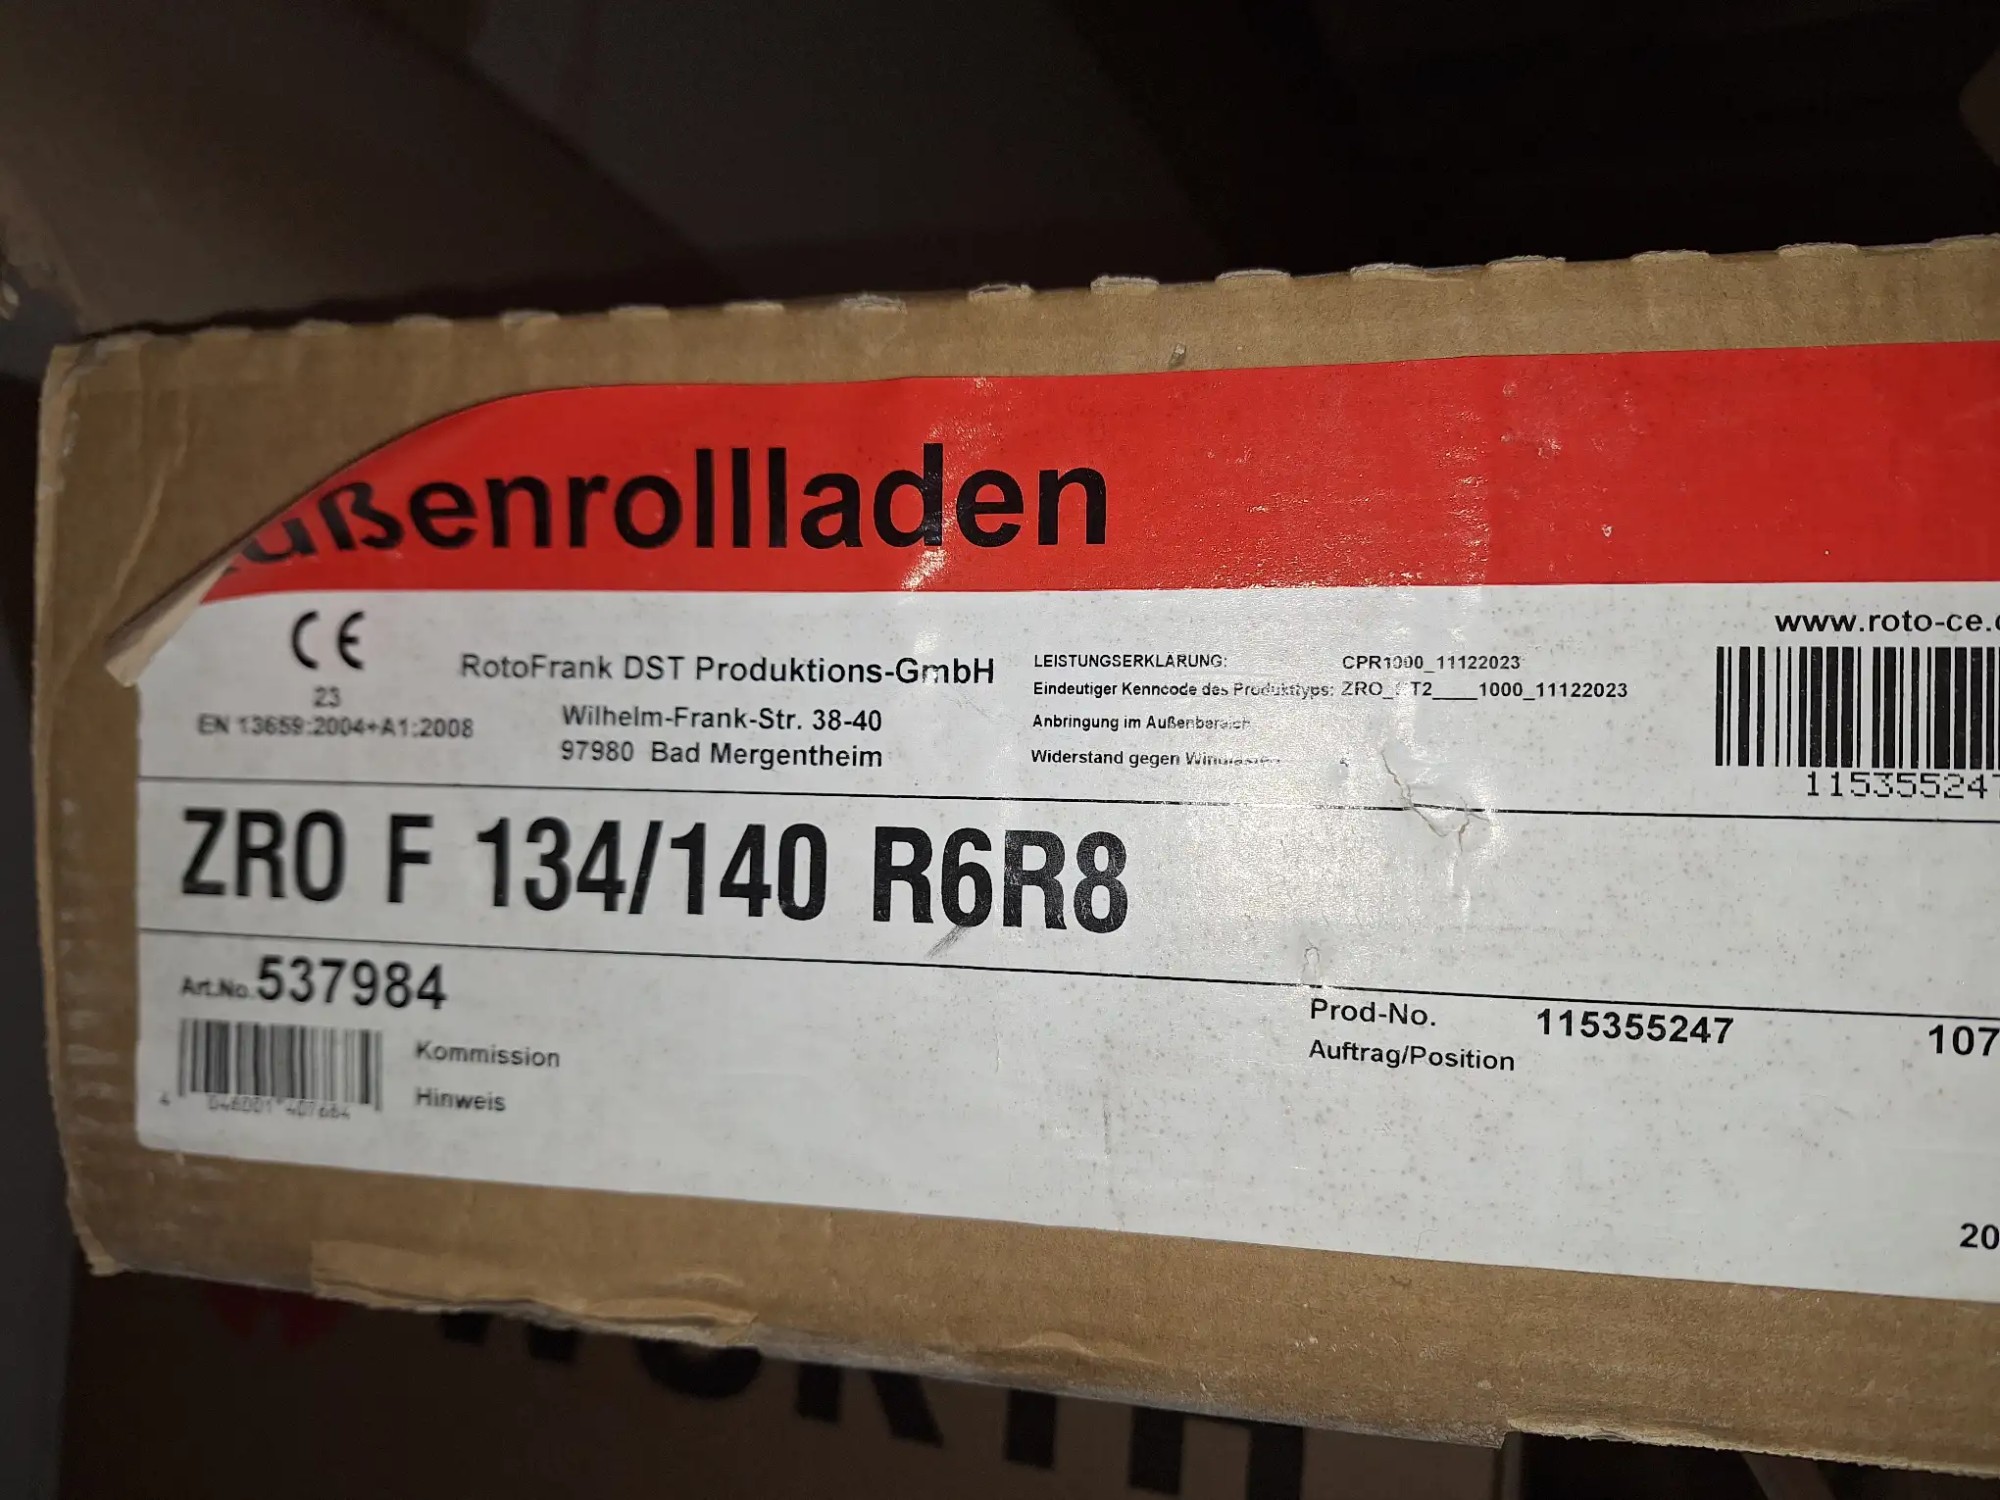 ußenrollladen
CE
23
EN 13659:2004+A1:2008
RotoFrank DST Produktions-GmbH
Wilhelm-Frank-Str. 38-40
97980 Bad Mergentheim
LEISTUNGSERKLÄRUNG: CPR1000_11122023
Eindeutiger Kenncode des Produkttyps: 1000_11122023
Anbringung im Außenbereich
Widerstand gegen
www.roto-ce.
115355247
ZRO F 134/140 R6R8
Art.No. 537984
Kommission
Hinweis
Prod-No. 115355247 107
Auftrag/Position
20